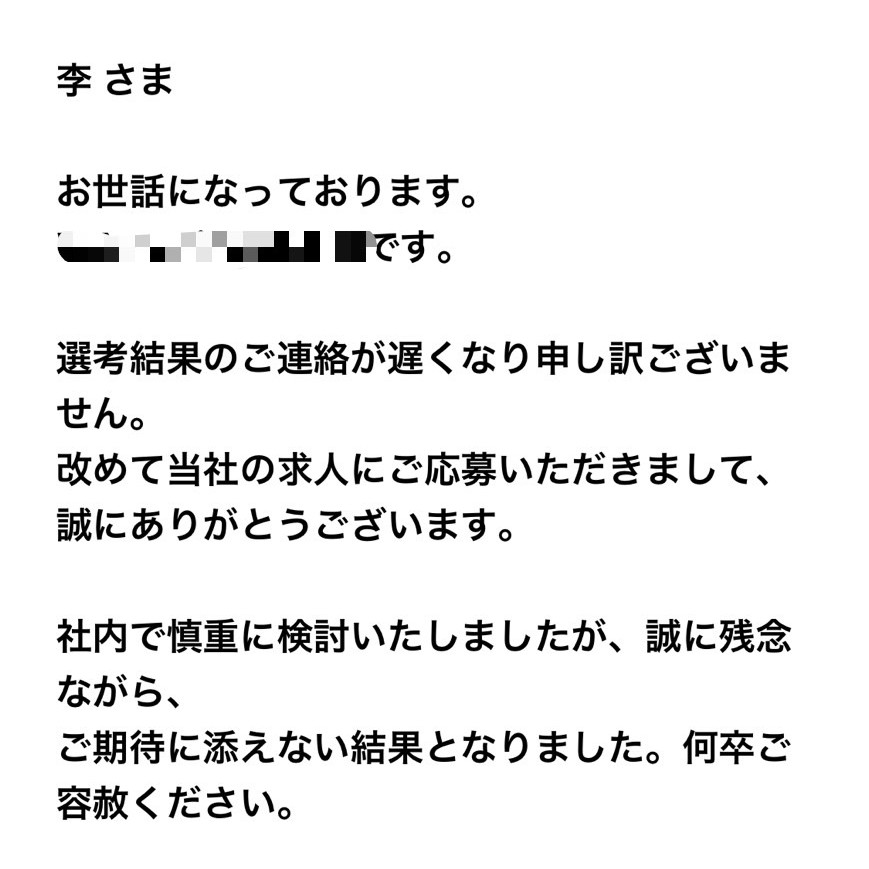 李 さま
お世話になっております。
です。
選考結果のご連絡が遅くなり申し訳ございま
せん。
改めて当社の求人にご応募いただきまして、
誠にありがとうございます。
社内で慎重に検討いたしましたが、誠に残念
ながら、
ご期待に添えない結果となりました。何卒ご
容赦ください。